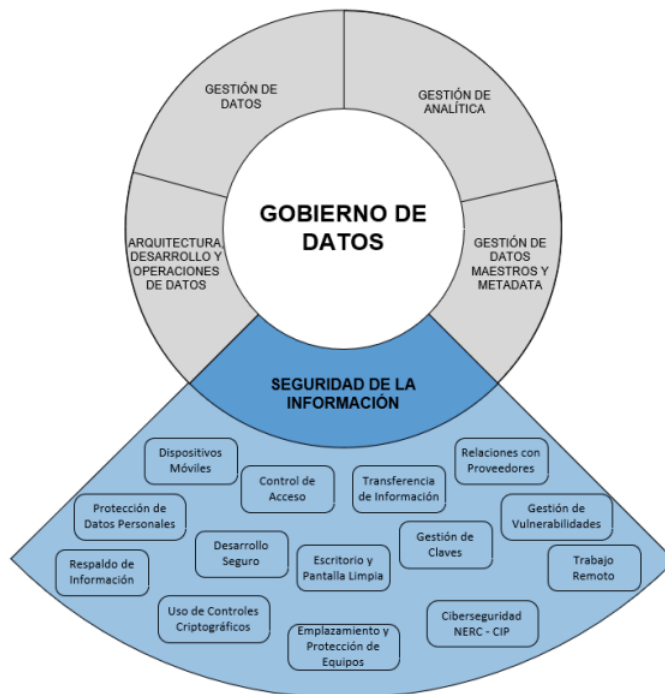 GESTIÓN DE
DATOS
GESTIÓN DE
ANALÍTICA
GOBIERNO DE
DATOS
ARQUITECTURA,
DESARROLLO Y
OPERACIONES
DE DATOS
GESTIÓN DE
DATOS
MAESTROS Y
METADATA
SEGURIDAD DE LA
INFORMACIÓN
Dispositivos
Móviles
Control de
Acceso
Transferencia
de Información
Relaciones con
Proveedores
Protección de
Datos Personales
Desarrollo
Seguro
Escritorio y
Pantalla Limpia
Gestión de
Claves
Gestión de
Vulnerabilidades
Respaldo de
Información
Trabajo
Remoto
Uso de Controles
Criptográficos
Emplazamiento y
Protección de
Equipos
Ciberseguridad
NERC - CIP